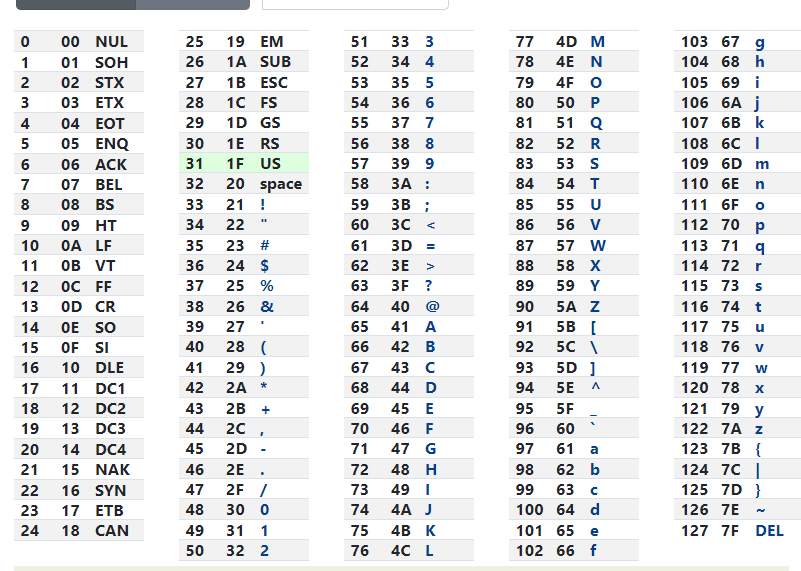 0 00 NUL
1 01 SOH
2 02 STX
3 03 ETX
4 04 EOT
5 05 ENQ
6 06 ACK
7 07 BEL
8 08 BS
9 09 HT
10 0A LF
11 0B VT
12 0C FF
13 0D CR
14 0E SO
15 0F SI
16 10 DLE
17 11 DC1
18 12 DC2
19 13 DC3
20 14 DC4
21 15 NAK
22 16 SYN
23 17 ETB
24 18 CAN
25 19 EM
26 1A SUB
27 1B ESC
28 1C FS
29 1D GS
30 1E RS
31 1F US
32 20 space
33 21 !
34 22 "
35 23 #
36 24 $
37 25 %
38 26 &
39 27 '
40 28 (
41 29 )
42 2A *
43 2B +
44 2C ,
45 2D -
46 2E .
47 2F /
48 30 0
49 31 1
50 32 2
51 33 3
52 34 4
53 35 5
54 36 6
55 37 7
56 38 8
57 39 9
58 3A :
59 3B ;
60 3C <
61 3D =
62 3E >
63 3F ?
64 40 @
65 41 A
66 42 B
67 43 C
68 44 D
69 45 E
70 46 F
71 47 G
72 48 H
73 49 I
74 4A J
75 4B K
76 4C L
77 4D M
78 4E N
79 4F O
80 50 P
81 51 Q
82 52 R
83 53 S
84 54 T
85 55 U
86 56 V
87 57 W
88 58 X
89 59 Y
90 5A Z
91 5B [
92 5C \
93 5D ]
94 5E ^
95 5F _
96 60 `
97 61 a
98 62 b
99 63 c
100 64 d
101 65 e
102 66 f
103 67 g
104 68 h
105 69 i
106 6A j
107 6B k
108 6C l
109 6D m
110 6E n
111 6F o
112 70 p
113 71 q
114 72 r
115 73 s
116 74 t
117 75 u
118 76 v
119 77 w
120 78 x
121 79 y
122 7A z
123 7B {
124 7C |
125 7D }
126 7E ~
127 7F DEL